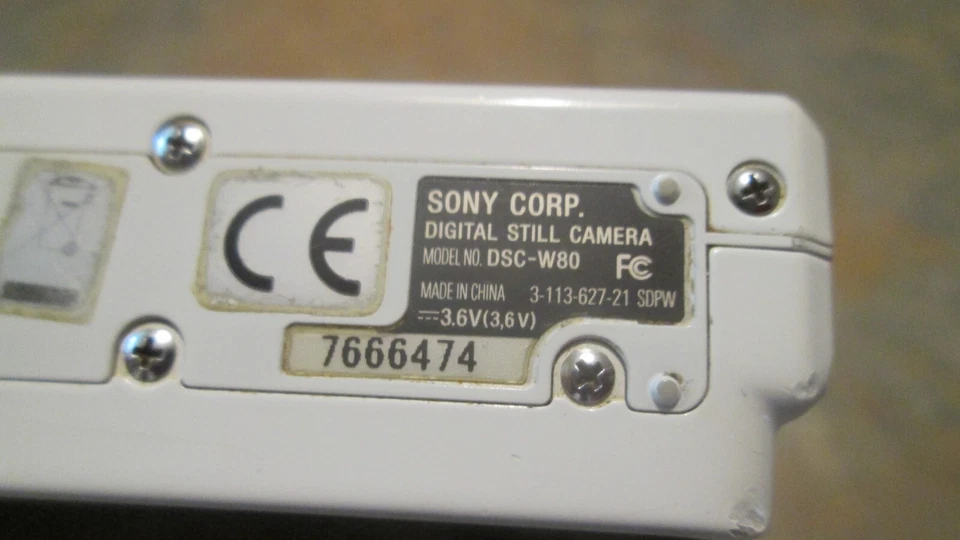 CE
SONY CORP.
DIGITAL STILL CAMERA
MODEL NO. DSC-W80 FC
MADE IN CHINA 3-113-627-21 SDPW
⎓3.6V(3,6V)
7666474